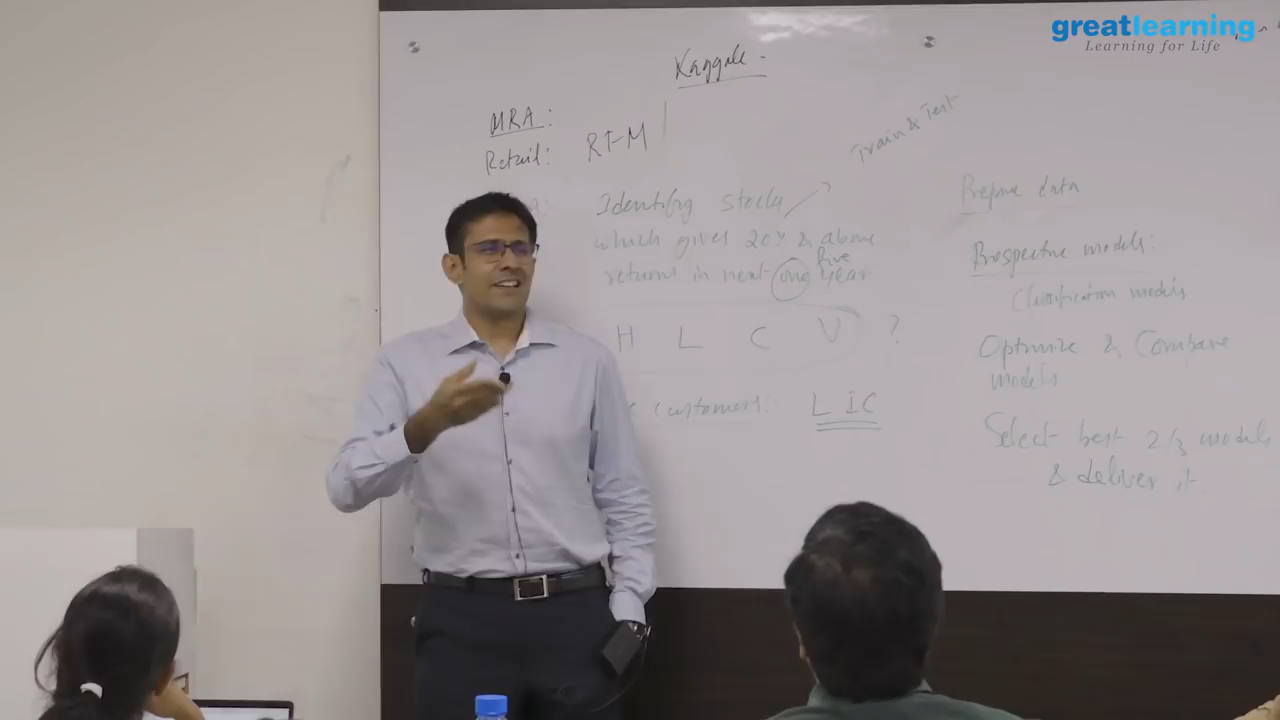 greatlearning
Learning for Life
Kaggle.
MRA:
Retail: RFM
Train & Test
Identifig stocks ?
which gives 20% & above
returns in next one five year
H L C V ?
customers: LIC
Prepare data
Prospective models:
Classification models
Optimize & Compare
models
Select best 2/3 models
& deliver it